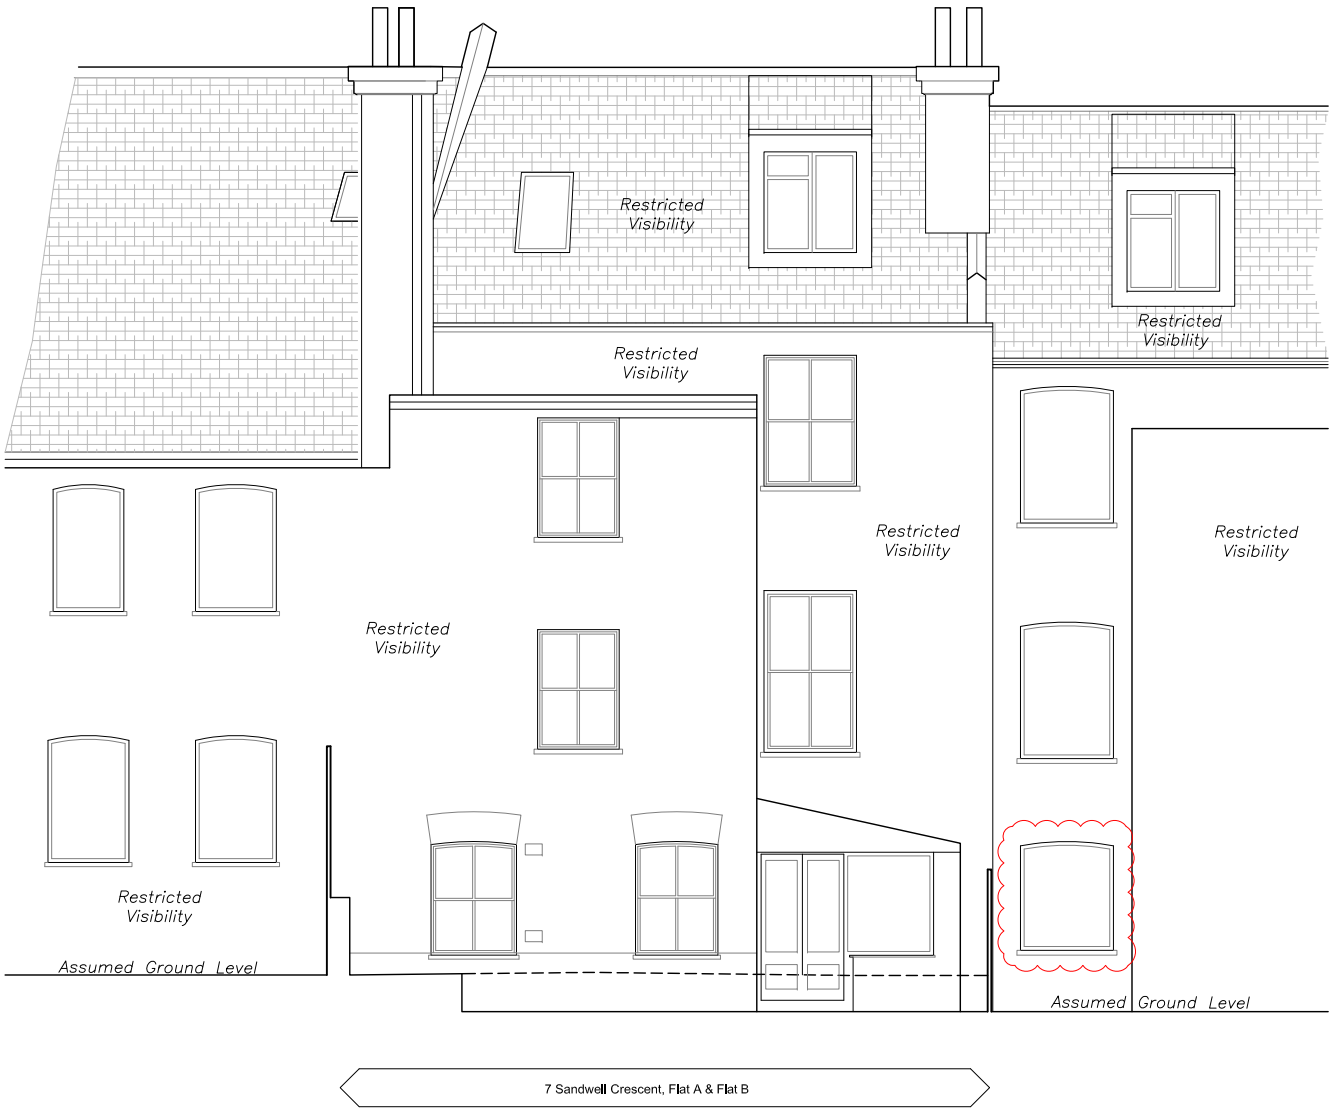 Restricted
Visibility
Restricted
Visibility
Restricted
Visibility
Restricted
Visibility
Restricted
Visibility
Restricted
Visibility
Restricted
Visibility
Assumed Ground Level
Assumed Ground Level
7 Sandwell Crescent, Flat A & Flat B